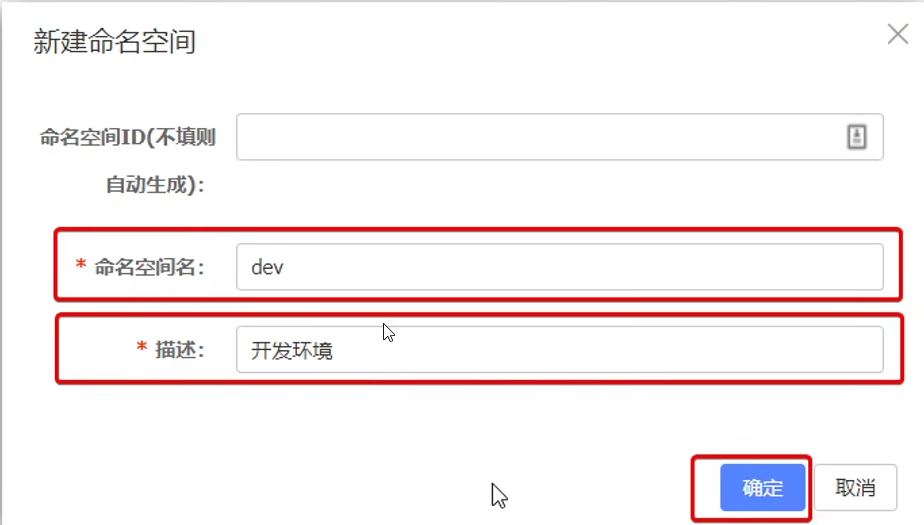 新建命名空间
命名空间ID(不填则
自动生成):
* 命名空间名: dev
* 描述: 开发环境
确定 取消